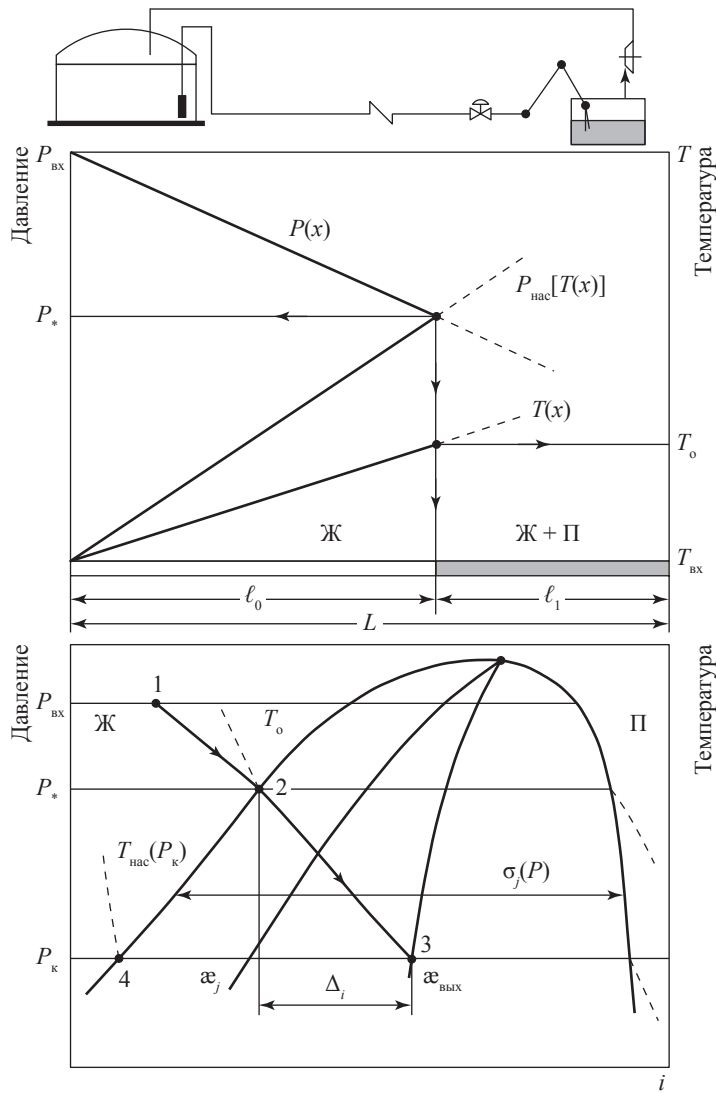 Давление
Температура
P_вх
T
P(x)
P_нас[T(x)]
P_*
T(x)
T_о
Ж
Ж + П
T_вх
ℓ_0
ℓ_1
L
Давление
Температура
1
P_вх
Ж
T_о
П
P_*
2
T_нас(P_к)
σ_j(P)
P_к
3
4
æ_j
æ_вых
Δ_i
i